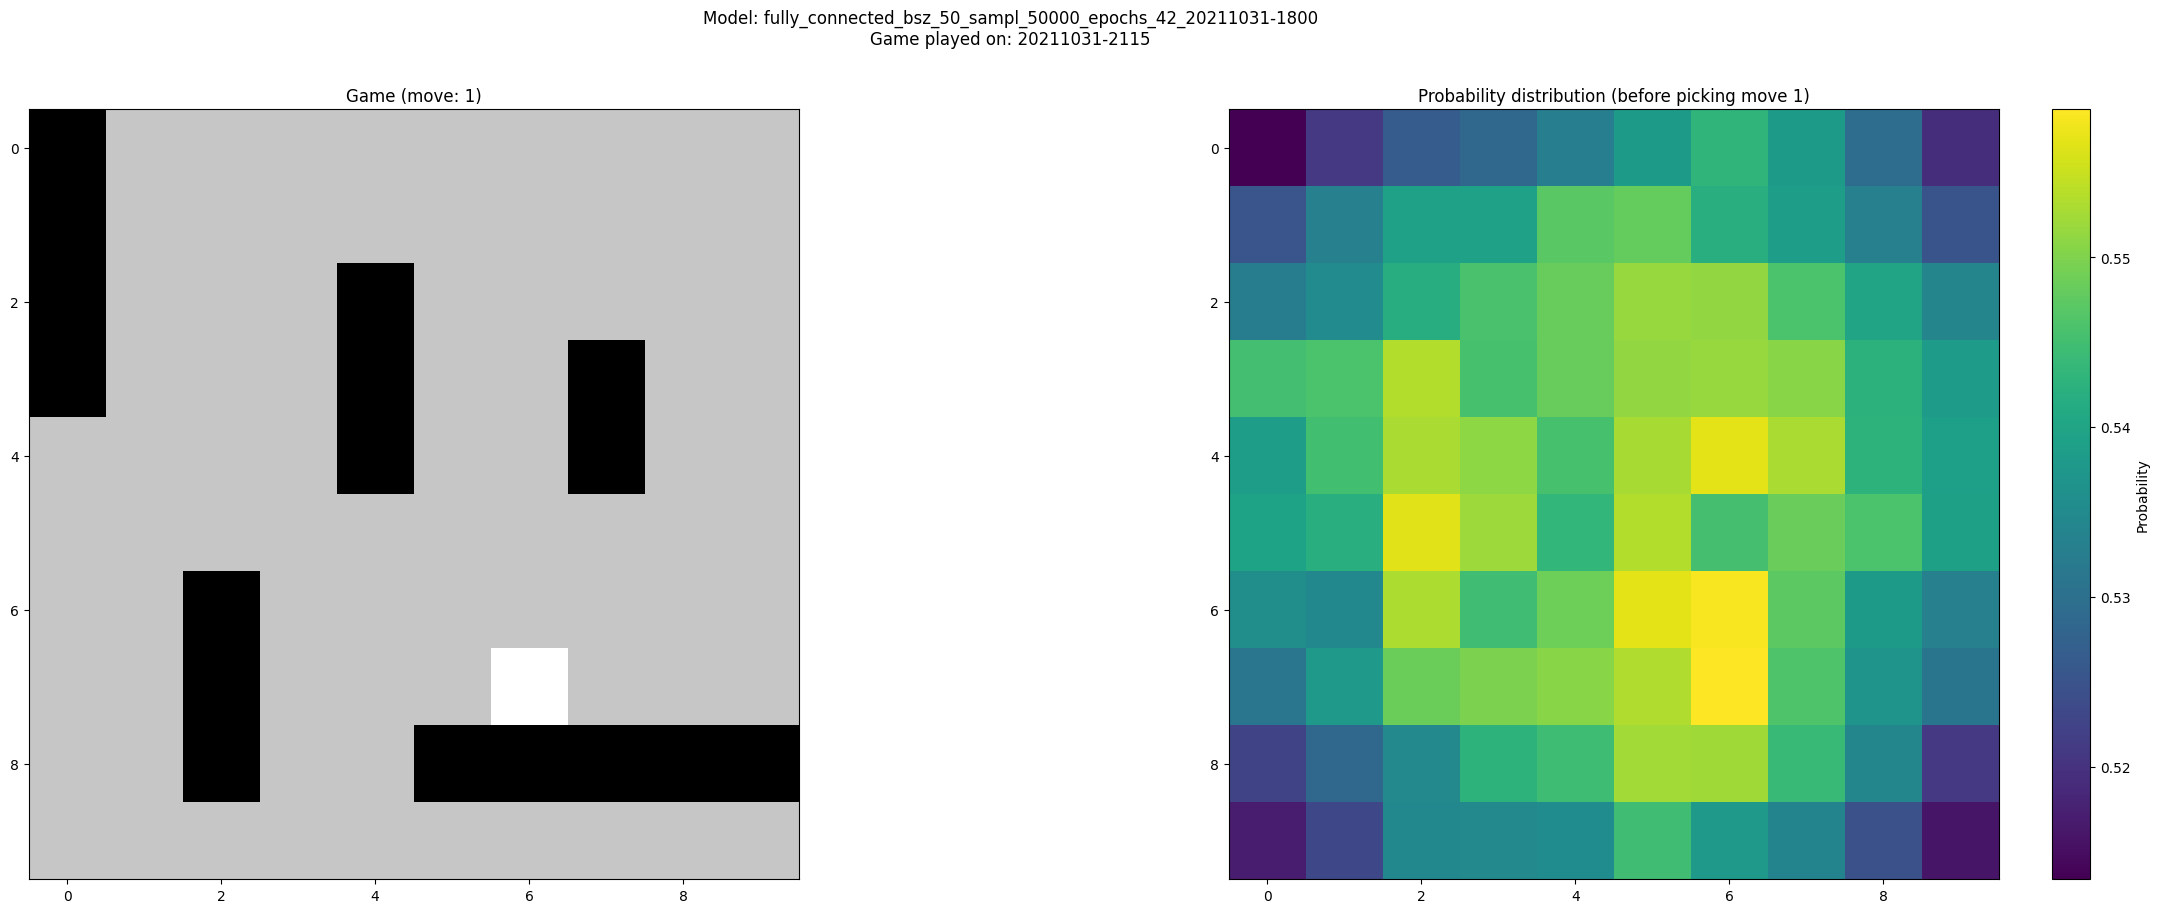 Model: fully_connected_bsz_50_sampl_50000_epochs_42_20211031-1800
Game played on: 20211031-2115
Game (move: 1)
0
2
4
6
8
0 2 4 6 8
Probability distribution (before picking move 1)
0
2
4
6
8
0 2 4 6 8
0.55
0.54
0.53
0.52
Probability